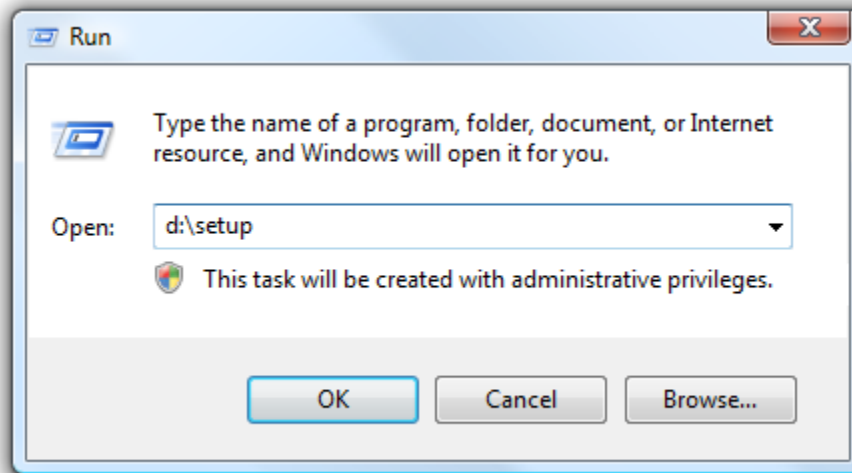 Run
Type the name of a program, folder, document, or Internet
resource, and Windows will open it for you.
Open: d:\setup
This task will be created with administrative privileges.
OK Cancel Browse...